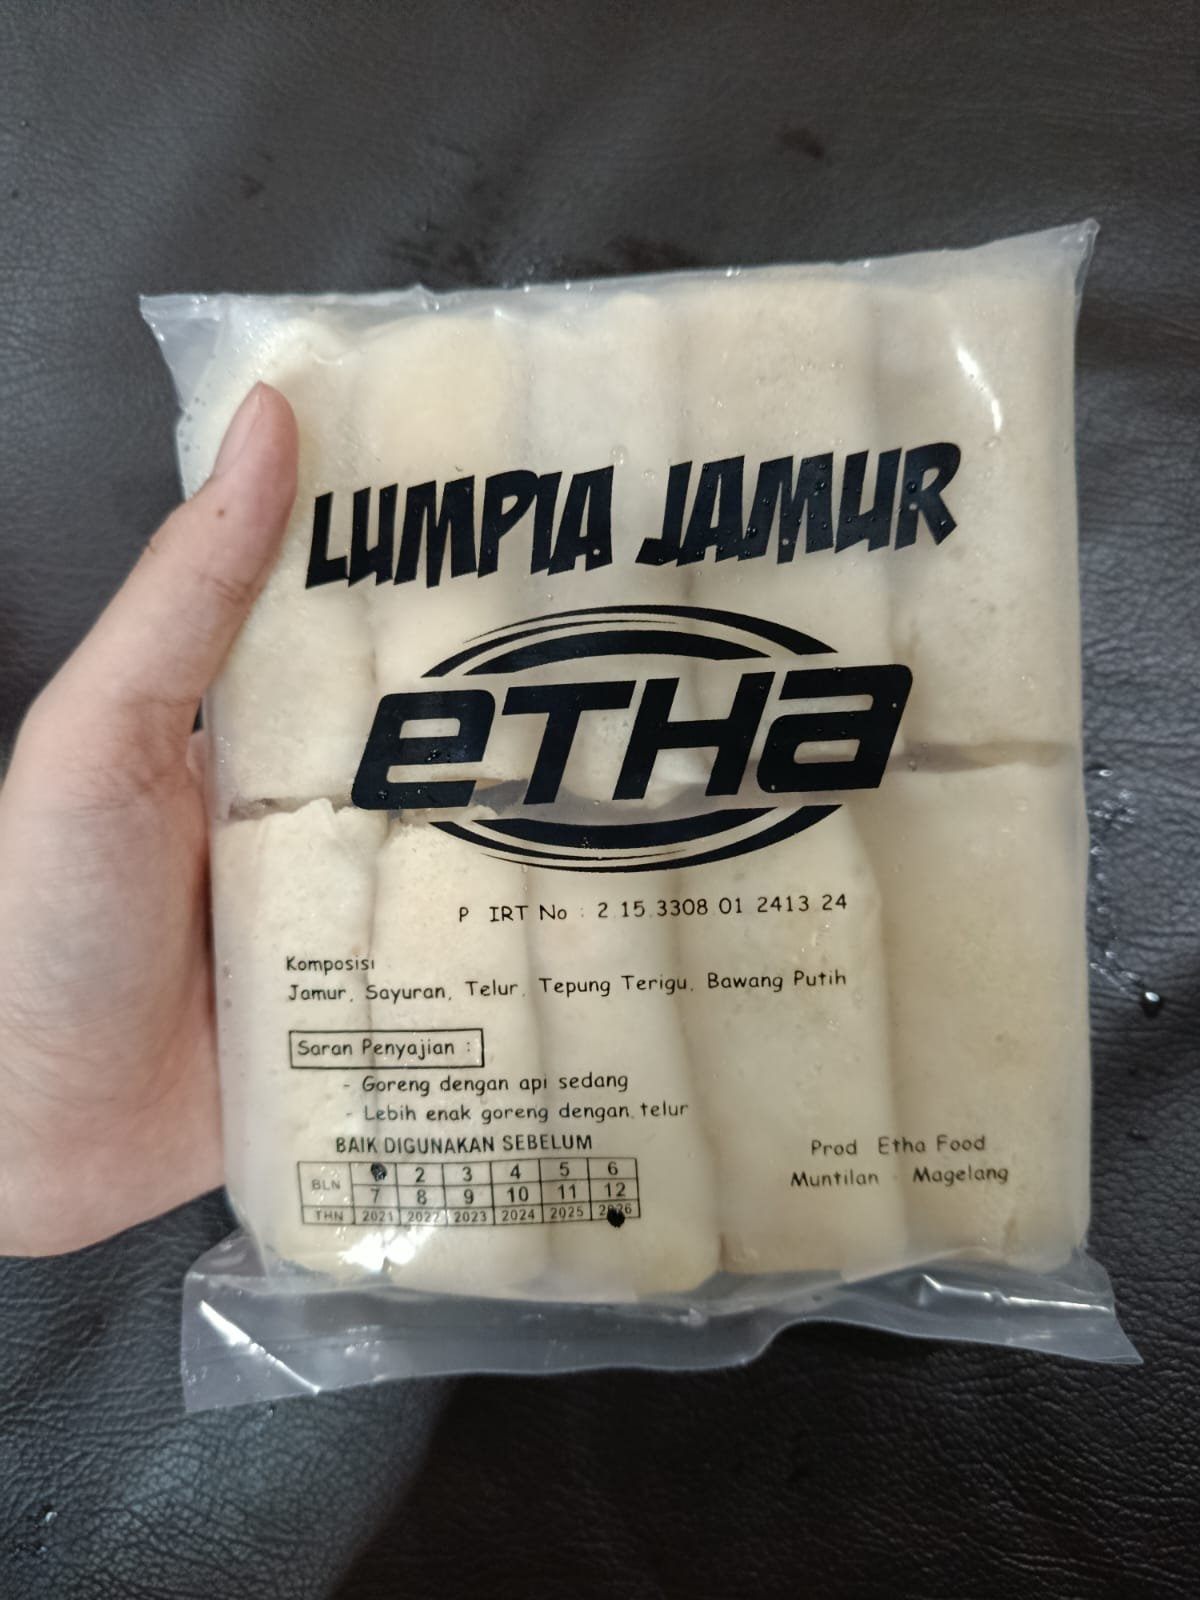 LUMPIA JAMUR
eTHa
P IRT No : 2.15.3308.01.2413.24
Komposisi
Jamur, Sayuran, Telur, Tepung Terigu, Bawang Putih
Saran Penyajian :
- Goreng dengan api sedang
- Lebih enak goreng dengan telur
BAIK DIGUNAKAN SEBELUM
BLN 2 3 4 5 6
7 8 9 10 11 12
THN 2021 2022 2023 2024 2025 2026
Prod Etha Food
Muntilan - Magelang